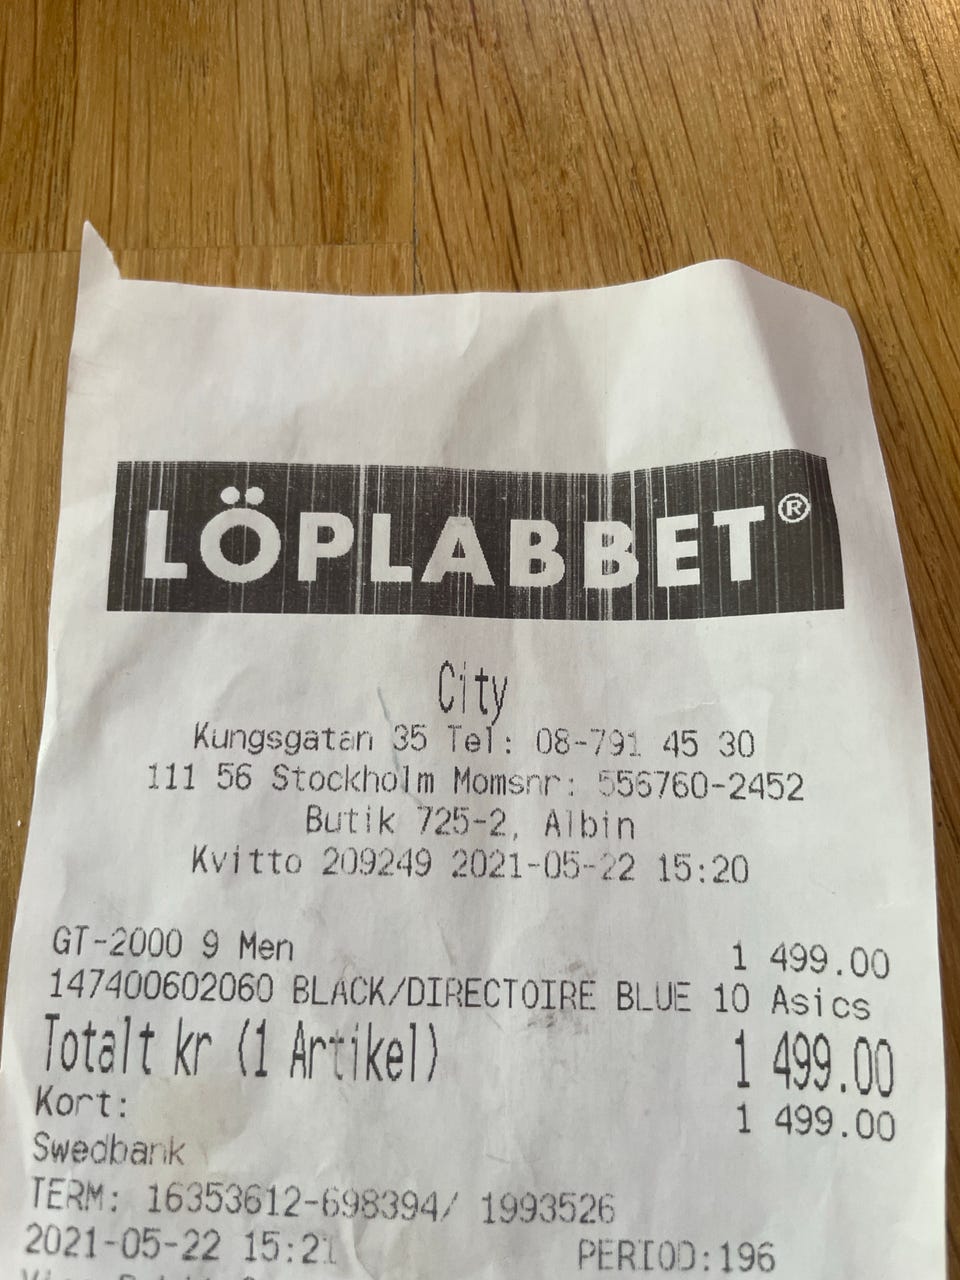 LÖPLABBET®
City
Kungsgatan 35 Tel: 08-791 45 30
111 56 Stockholm Momsnr: 556760-2452
Butik 725-2, Albin
Kvitto 209249 2021-05-22 15:20
GT-2000 9 Men 1 499.00
147400602060 BLACK/DIRECTOIRE BLUE 10 Asics
Totalt kr (1 Artikel) 1 499.00
Kort: 1 499.00
Swedbank
TERM: 16353612-698394/ 1993526
2021-05-22 15:21 PERIOD:196